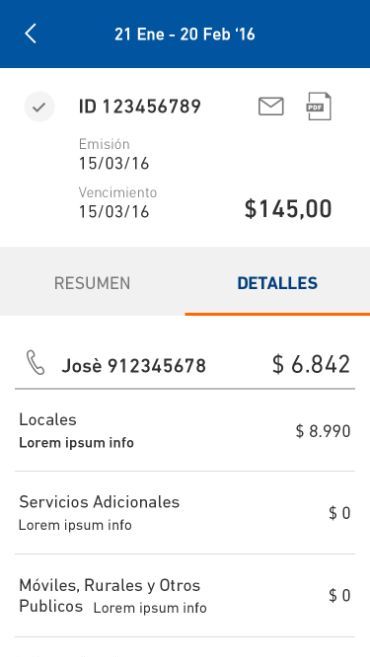 21 Ene - 20 Feb ‘16
ID 123456789
PDF
Emisión
15/03/16
Vencimiento
15/03/16
$145,00
RESUMEN
DETALLES
Josè 912345678
$ 6.842
Locales
Lorem ipsum info
$ 8.990
Servicios Adicionales
Lorem ipsum info
$ 0
Móviles, Rurales y Otros
Publicos Lorem ipsum info
$ 0